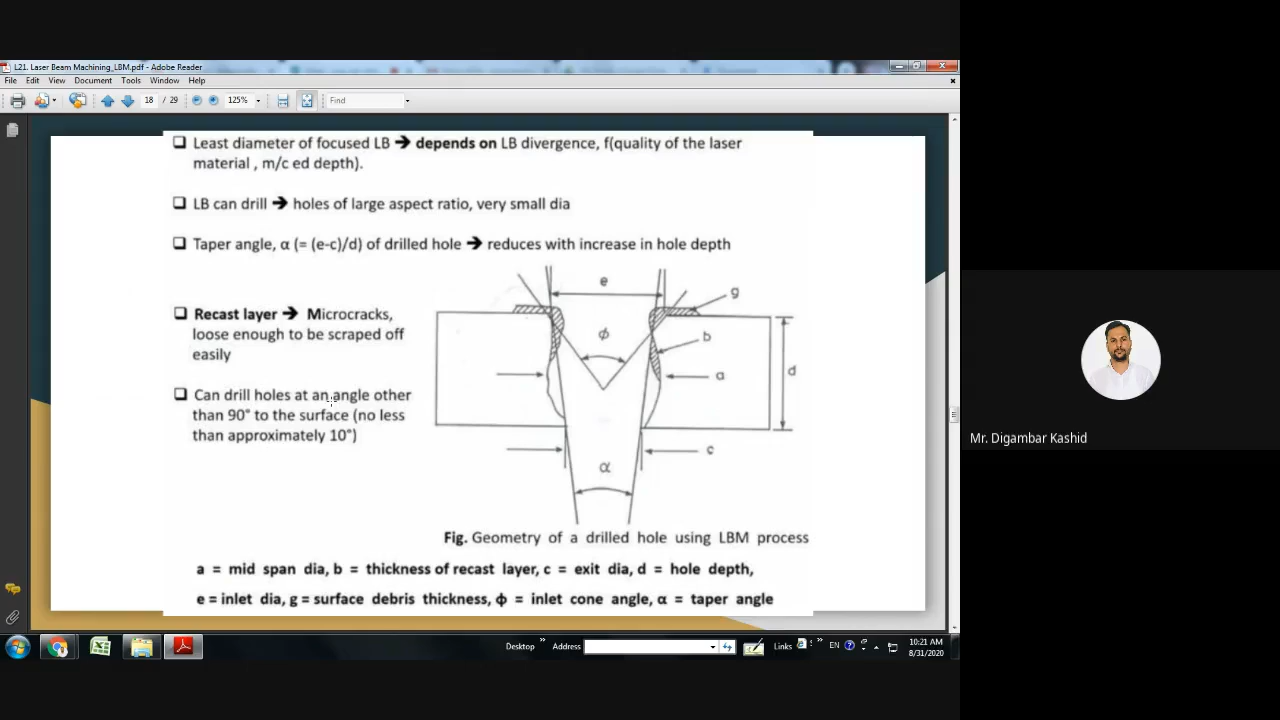 L21. Laser Beam Machining_LBM.pdf - Adobe Reader
File Edit View Document Tools Window Help
18 / 29 125% Find
❑ Least diameter of focused LB ➔ depends on LB divergence, f(quality of the laser
material , m/c ed depth).
❑ LB can drill ➔ holes of large aspect ratio, very small dia
❑ Taper angle, α (= (e-c)/d) of drilled hole ➔ reduces with increase in hole depth
❑ Recast layer ➔ Microcracks,
loose enough to be scraped off
easily
❑ Can drill holes at an angle other
than 90° to the surface (no less
than approximately 10°)
e
g
ϕ
b
a
d
c
α
Fig. Geometry of a drilled hole using LBM process
a = mid span dia, b = thickness of recast layer, c = exit dia, d = hole depth,
e = inlet dia, g = surface debris thickness, ϕ = inlet cone angle, α = taper angle
Mr. Digambar Kashid
Desktop » Address Links » EN 10:21 AM
8/31/2020